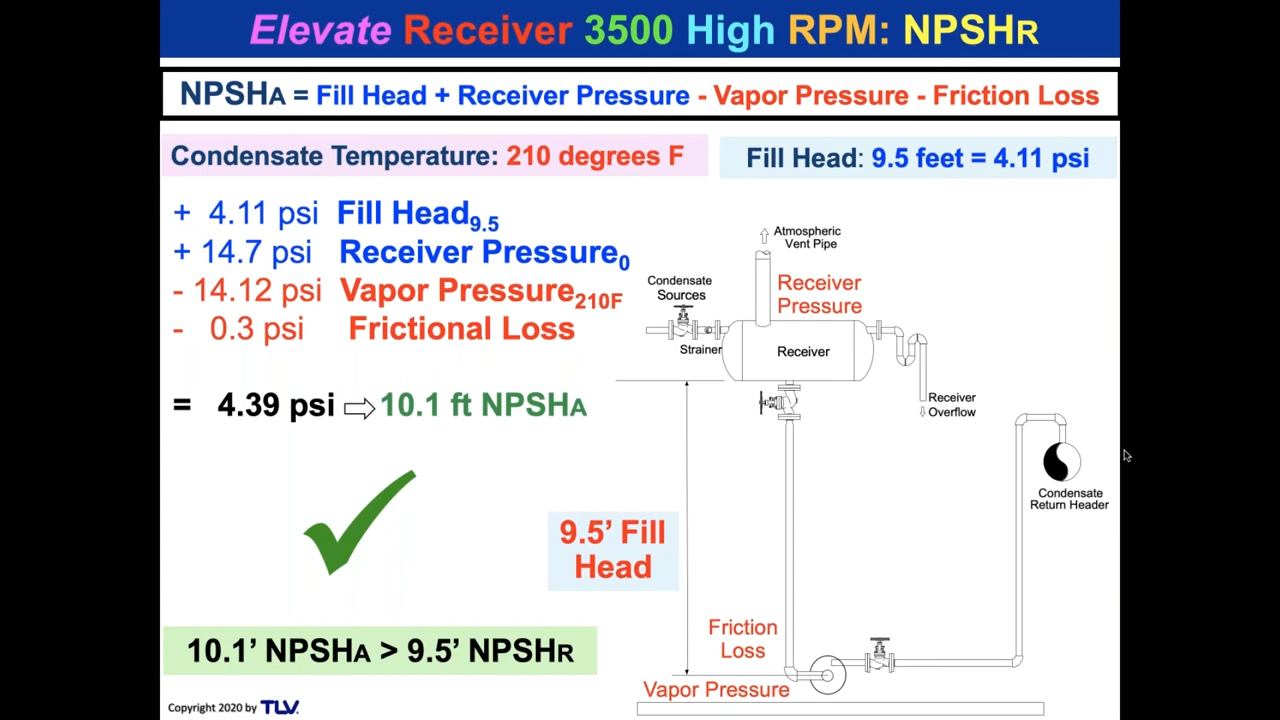 Elevate Receiver 3500 High RPM: NPSHR
NPSHA = Fill Head + Receiver Pressure - Vapor Pressure - Friction Loss
Condensate Temperature: 210 degrees F
Fill Head: 9.5 feet = 4.11 psi
+ 4.11 psi Fill Head9.5
+ 14.7 psi Receiver Pressure0
- 14.12 psi Vapor Pressure210F
- 0.3 psi Frictional Loss
= 4.39 psi ⇨ 10.1 ft NPSHA
10.1’ NPSHA > 9.5’ NPSHR
Atmospheric
Vent Pipe
Condensate
Sources
Receiver
Pressure
Strainer
Receiver
Receiver
Overflow
Condensate
Return Header
9.5’ Fill
Head
Friction
Loss
Vapor Pressure
Copyright 2020 by TLV.